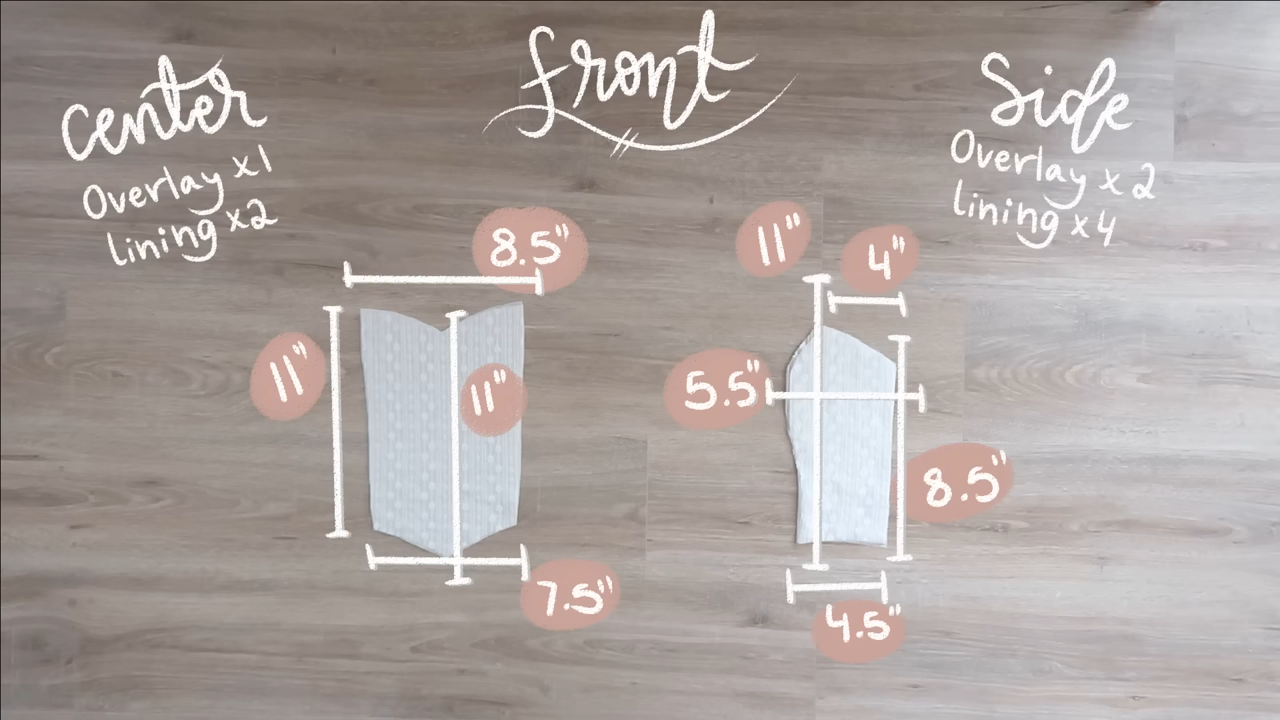 Front
Center
Overlay x1
lining x2
Side
Overlay x 2
lining x4
8.5"
11"
11"
7.5"
11"
4"
5.5"
8.5"
4.5"